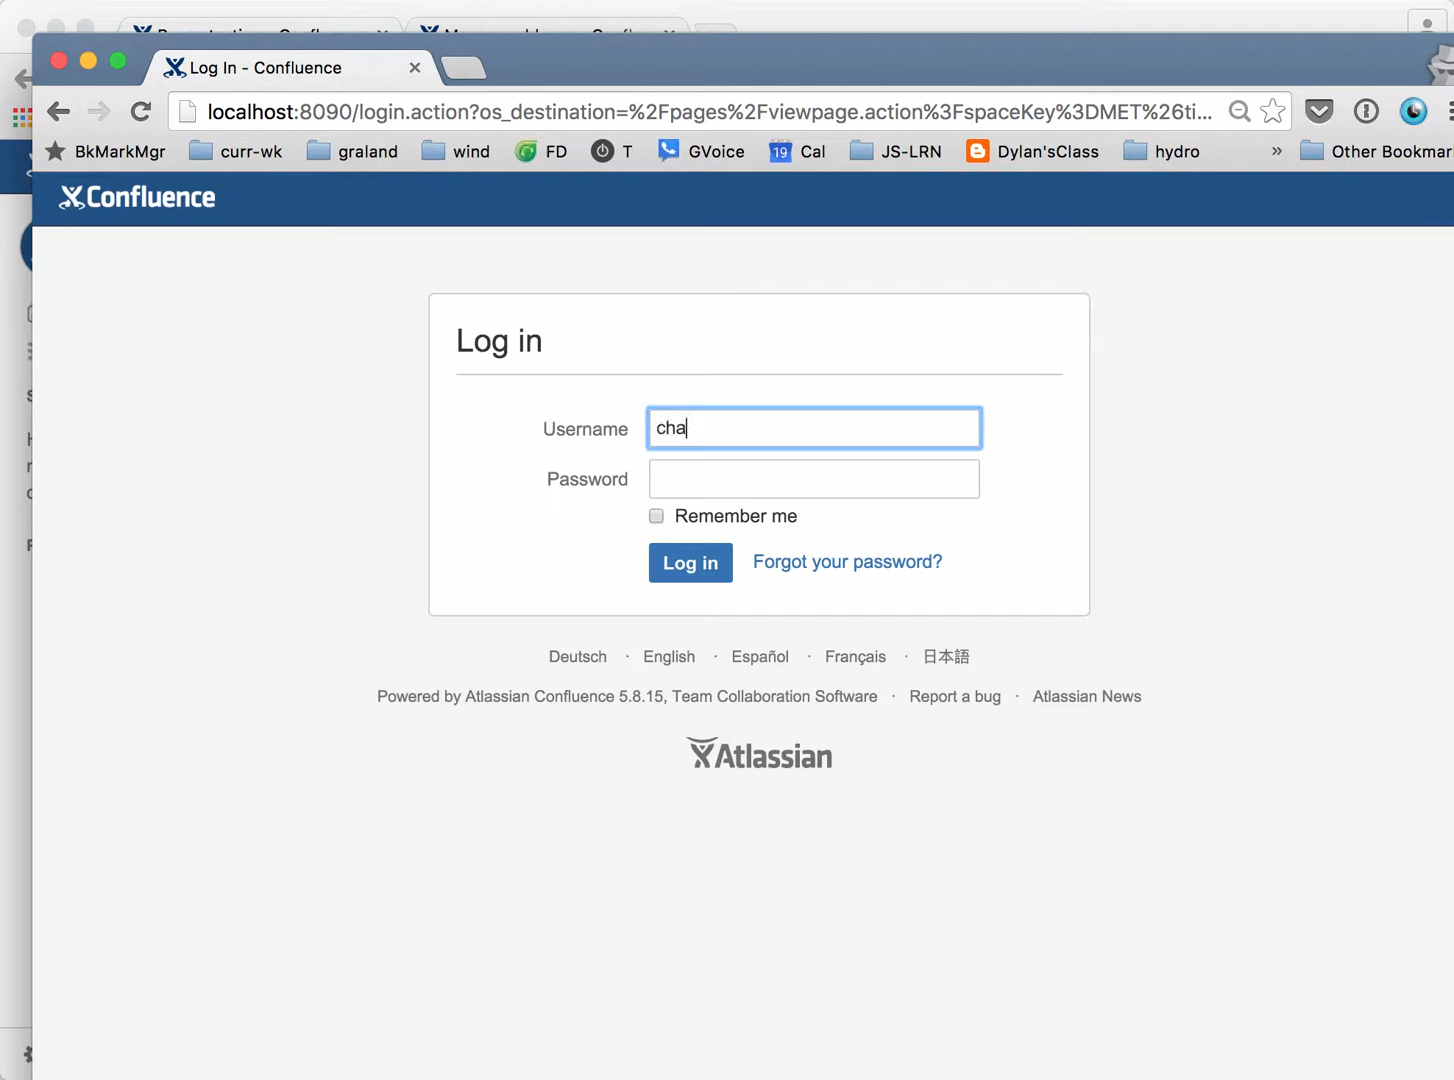 Log In - Confluence
localhost:8090/login.action?os_destination=%2Fpages%2Fviewpage.action%3FspaceKey%3DMET%26ti...
BkMarkMgr curr-wk graland wind FD T GVoice 19 Cal JS-LRN Dylan'sClass hydro » Other Bookmar
Confluence
Log in
Username cha
Password
Remember me
Log in Forgot your password?
Deutsch · English · Español · Français · 日本語
Powered by Atlassian Confluence 5.8.15, Team Collaboration Software · Report a bug · Atlassian News
Atlassian